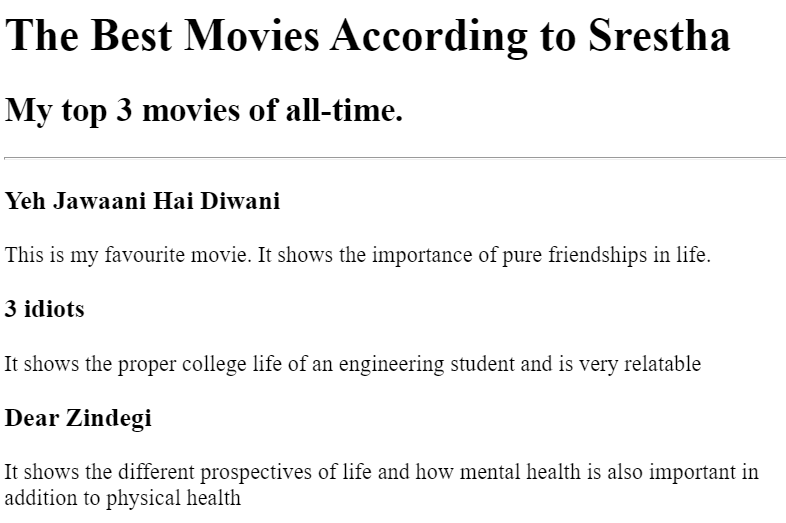 The Best Movies According to Srestha
My top 3 movies of all-time.
Yeh Jawaani Hai Diwani
This is my favourite movie. It shows the importance of pure friendships in life.
3 idiots
It shows the proper college life of an engineering student and is very relatable
Dear Zindegi
It shows the different prospectives of life and how mental health is also important in
addition to physical health